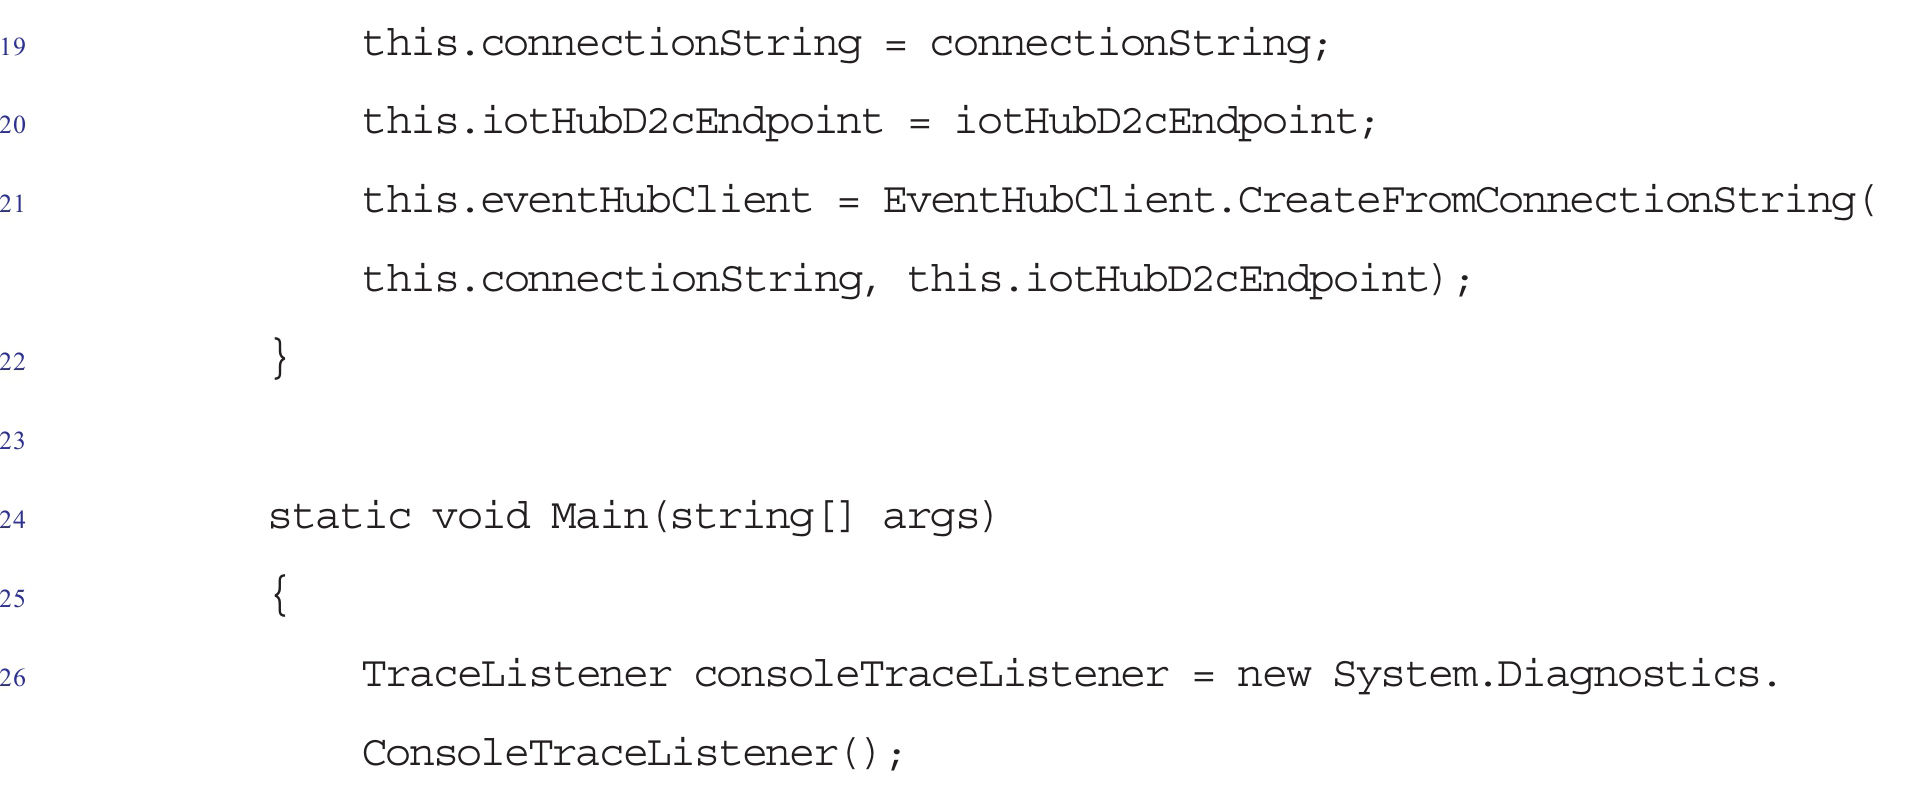 19 this.connectionString = connectionString;
20 this.iotHubD2cEndpoint = iotHubD2cEndpoint;
21 this.eventHubClient = EventHubClient.CreateFromConnectionString(
this.connectionString, this.iotHubD2cEndpoint);
22 }
23
24 static void Main(string[] args)
25 {
26 TraceListener consoleTraceListener = new System.Diagnostics.
ConsoleTraceListener();